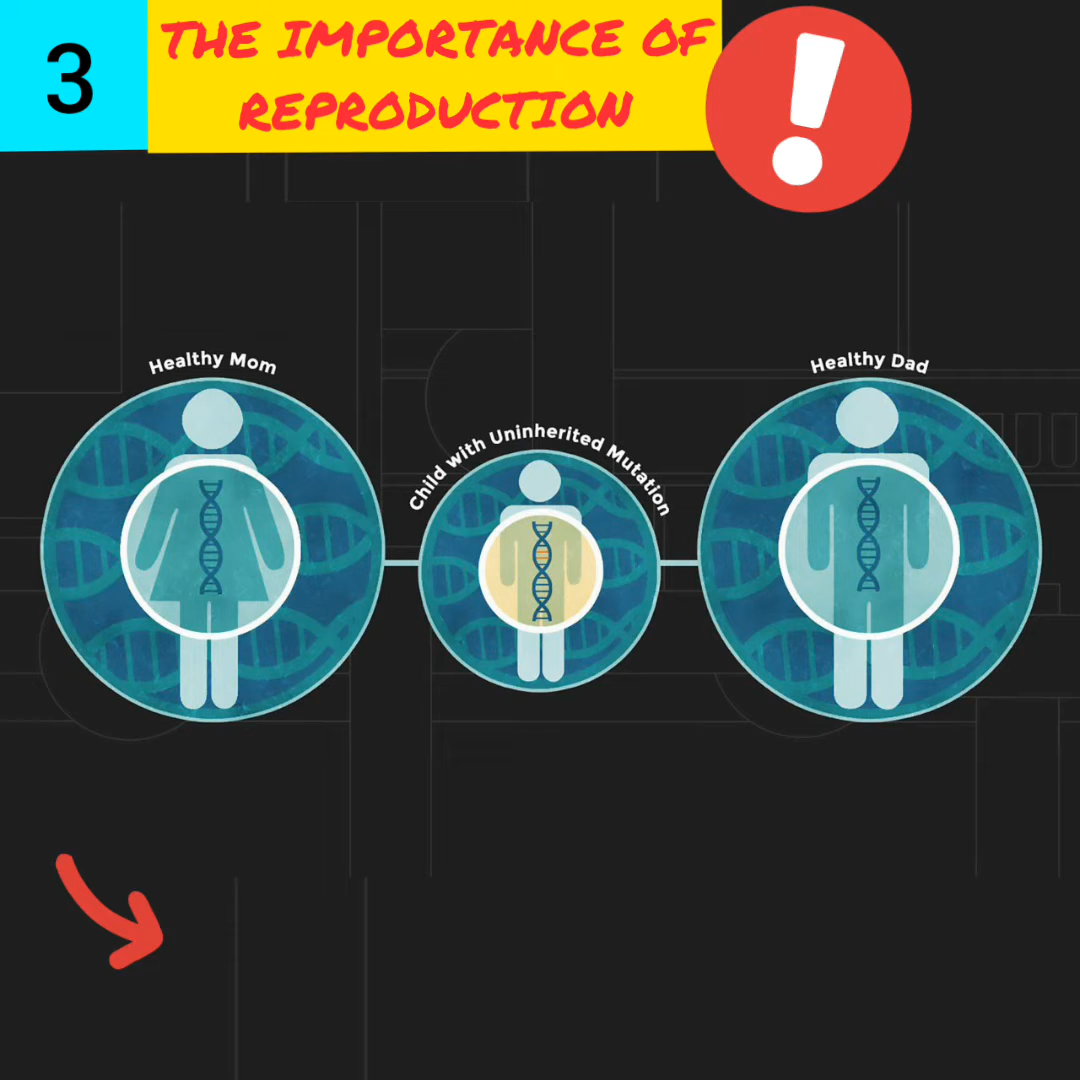 3
THE IMPORTANCE OF
REPRODUCTION
Healthy Mom
Child with Uninherited Mutation
Healthy Dad